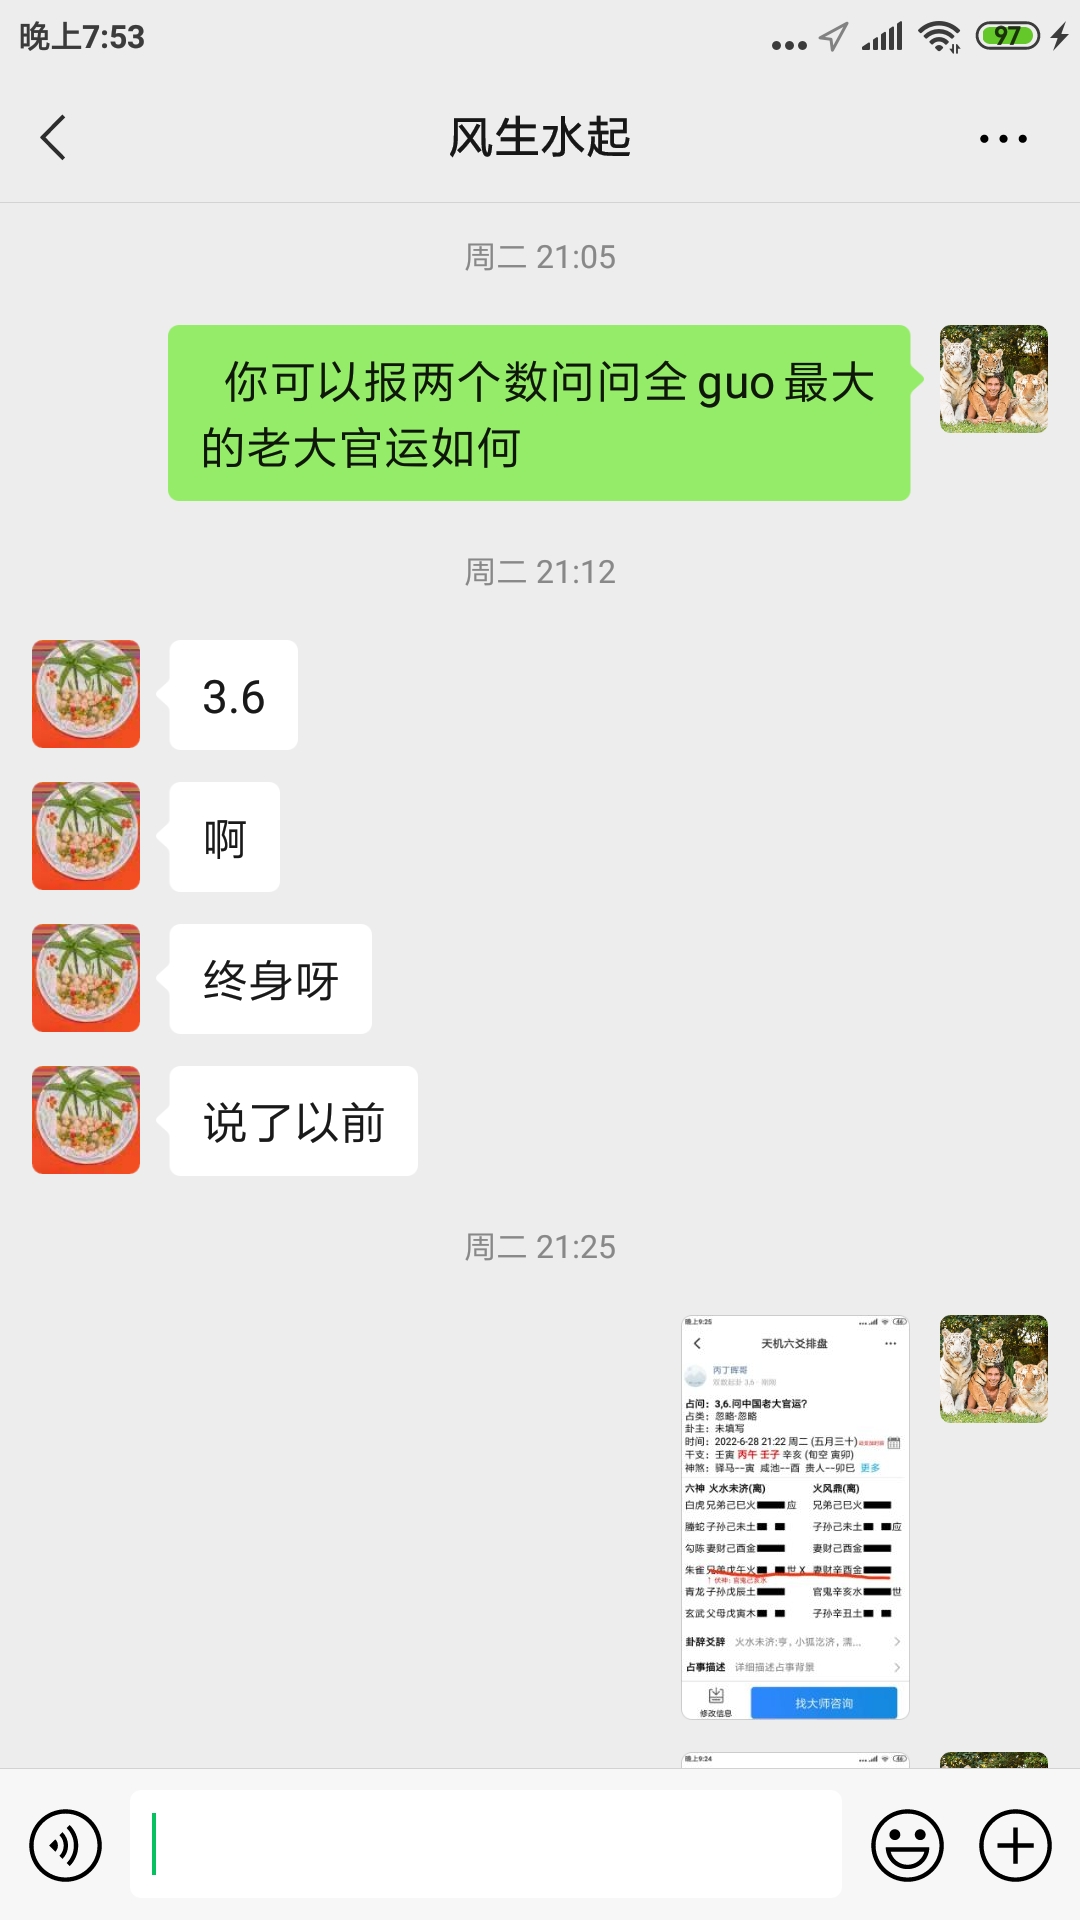 晚上7:53
97
风生水起
周二 21:05
你可以报两个数问问全guo最大
的老大官运如何
周二 21:12
3.6
啊
终身呀
说了以前
周二 21:25
晚上9:25
天机六爻排盘
丙丁晖哥
双数起卦 3,6 · 刚刚
占问：3,6.问中国老大官运?
占类：忽略-忽略
卦主：未填写
时间：2022-6-28 21:22 周二 (五月三十)
干支：壬寅 丙午 壬子 辛亥 (旬空 寅卯)
神煞：驿马--寅 咸池--酉 贵人--卯巳 更多
六神 火水未济(离) 火风鼎(离)
白虎 兄弟己巳火 应 兄弟己巳火
螣蛇 子孙己未土 子孙己未土 应
勾陈 妻财己酉金 妻财己酉金
朱雀 兄弟戊午火 世 X 妻财辛酉金
↑ 伏神：官鬼己亥水
青龙 子孙戊辰土 官鬼辛亥水 世
玄武 父母戊寅木 子孙辛丑土
卦辞爻辞 火水未济:亨，小狐汔济，濡...
占事描述 详细描述占事背景
修改信息
找大师咨询
晚上9:24